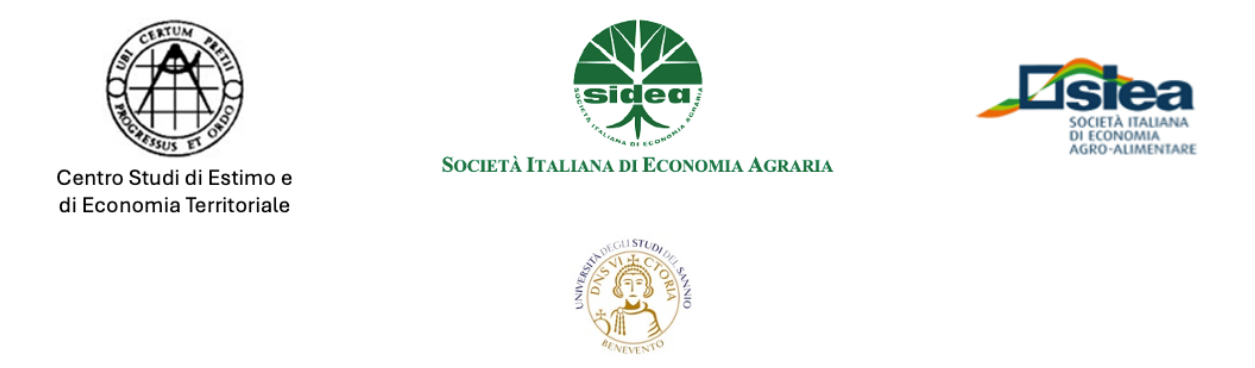 UBI CERTUM PRETII
PROGRESSUS ET ORDO
Centro Studi di Estimo e
di Economia Territoriale
sidea
SOCIETÀ ITALIANA DI ECONOMIA AGRARIA
SOCIETÀ ITALIANA DI ECONOMIA AGRARIA
siea
SOCIETÀ ITALIANA
DI ECONOMIA
AGRO-ALIMENTARE
UNIVERSITÀ DEGLI STUDI DEL SANNIO
DNS VICTORIA
BENEVENTO